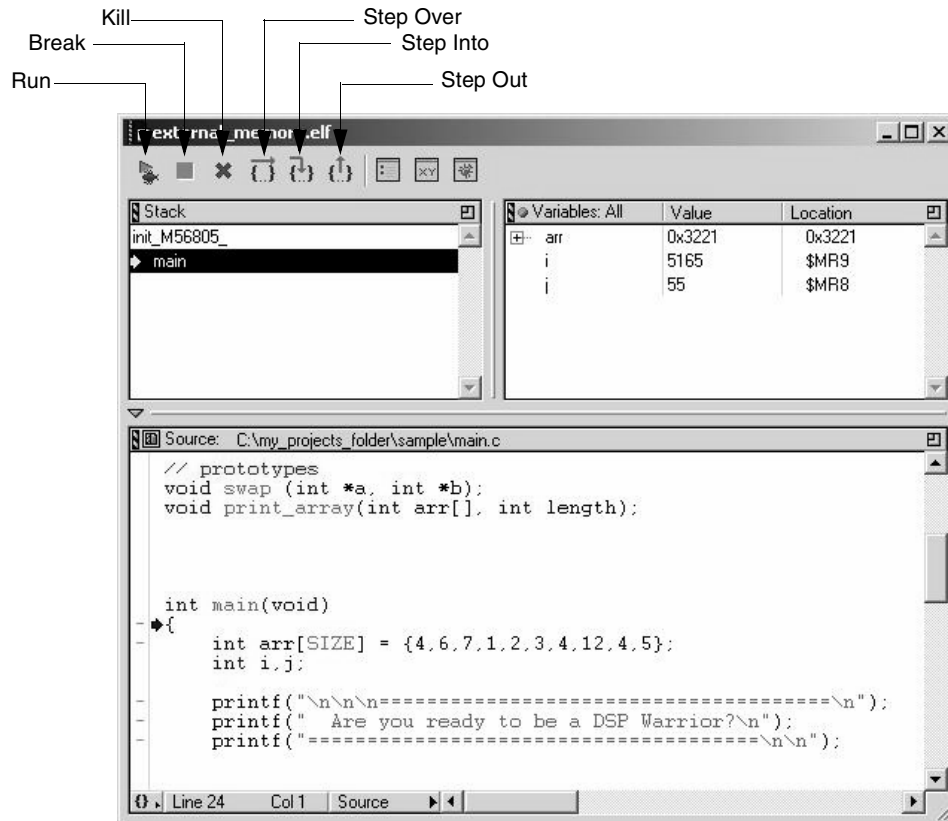 Kill
Step Over
Break
Step Into
Run
Step Out
external_memory.elf
XY
Stack
init_M56805_
main
Variables: All Value Location
arr 0x3221 0x3221
i 5165 $MR9
j 55 $MR8
Source: C:\my_projects_folder\sample\main.c
// prototypes
void swap (int *a, int *b);
void print_array(int arr[], int length);
int main(void)
{
int arr[SIZE] = {4,6,7,1,2,3,4,12,4,5};
int i,j;
printf("\n\n\n======================================\n");
printf("  Are you ready to be a DSP Warrior?\n");
printf("======================================\n\n");
Line 24 Col 1 Source